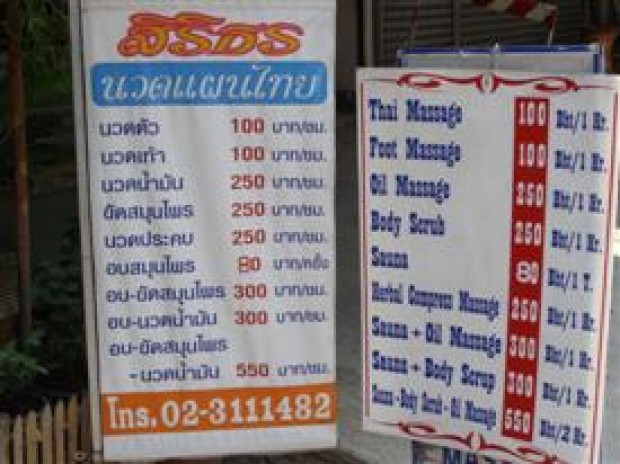 สิริกร
นวดแผนไทย
นวดตัว 100 บาท/ชม.
นวดเท้า 100 บาท/ชม.
นวดน้ำมัน 250 บาท/ชม.
ขัดสมุนไพร 250 บาท/ชม.
นวดประคบ 250 บาท/ชม.
อบสมุนไพร 80 บาท/ครั้ง
อบ-ขัดสมุนไพร 300 บาท/ชม.
อบ-นวดน้ำมัน 300 บาท/ชม.
อบ-ขัดสมุนไพร
-นวดน้ำมัน 550 บาท/ชม.
โทร. 02-3111482
Thai Massage 100 Bht/1 Hr.
Foot Massage 100 Bht/1 Hr.
Oil Massage 250 Bht/1 Hr.
Body Scrub 250 Bht/1 Hr.
Sauna 80 Bht/1 T.
Herbal Compress Massage 250 Bht/1 Hr.
Sauna + Oil Massage 300 Bht/1 Hr.
Sauna + Body Scrup 300 Bht/1 Hr.
Sauna - Body Scrub - Oil Massage 550 Bht/2 Hr.